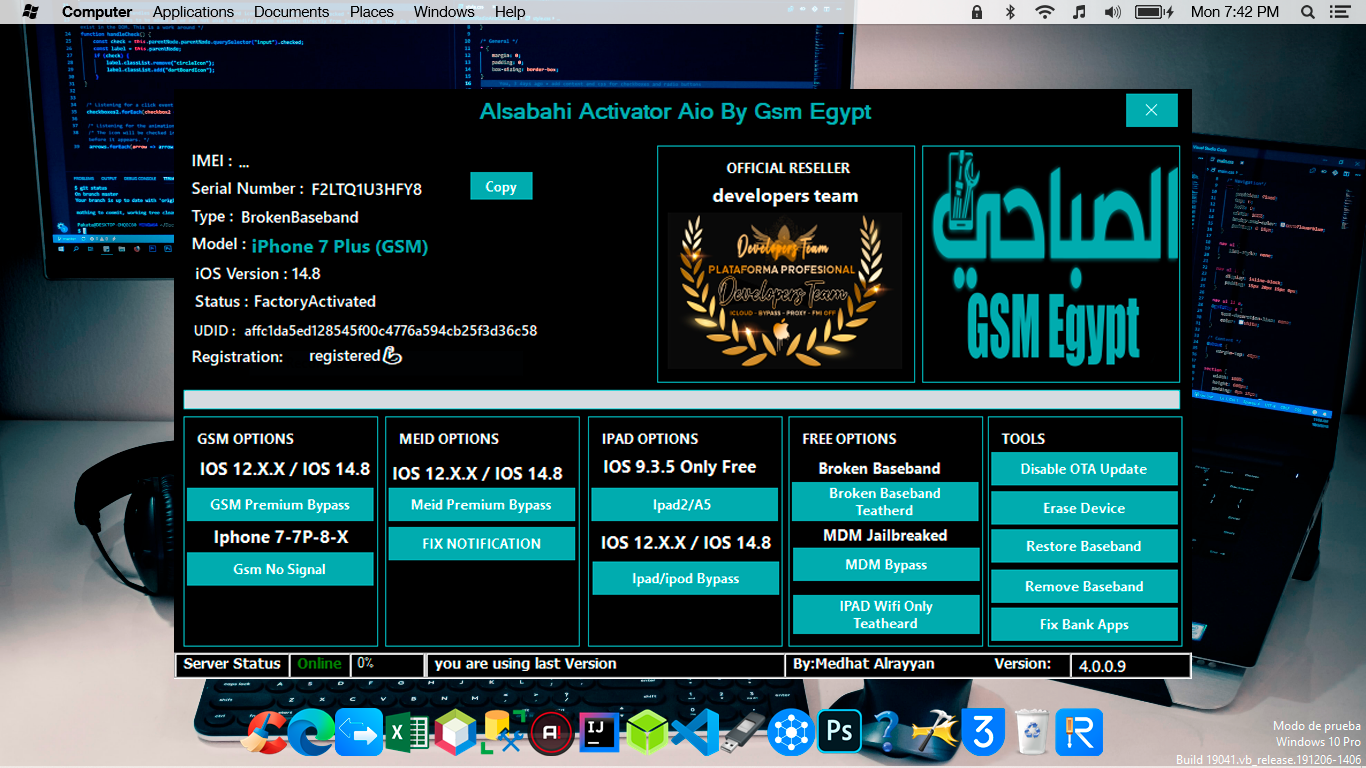 Computer Applications Documents Places Windows Help
Mon 7:42 PM
Alsabahi Activator Aio By Gsm Egypt
IMEI : ...
Serial Number : F2LTQ1U3HFY8
Copy
Type : BrokenBaseband
Model : iPhone 7 Plus (GSM)
iOS Version : 14.8
Status : FactoryActivated
UDID : affc1da5ed128545f00c4776a594cb25f3d36c58
Registration: registered
OFFICIAL RESELLER
developers team
Developers Team
PLATAFORMA PROFESIONAL
Developers Team
ICLOUD - BYPASS - PROXY - FMI OFF
الصباحي
GSM Egypt
GSM OPTIONS
IOS 12.X.X / IOS 14.8
GSM Premium Bypass
Iphone 7-7P-8-X
Gsm No Signal
MEID OPTIONS
IOS 12.X.X / IOS 14.8
Meid Premium Bypass
FIX NOTIFICATION
IPAD OPTIONS
IOS 9.3.5 Only Free
Ipad2/A5
IOS 12.X.X / IOS 14.8
Ipad/ipod Bypass
FREE OPTIONS
Broken Baseband
Broken Baseband
Teatherd
MDM Jailbreaked
MDM Bypass
IPAD Wifi Only
Teatheard
TOOLS
Disable OTA Update
Erase Device
Restore Baseband
Remove Baseband
Fix Bank Apps
Server Status Online 0% you are using last Version By:Medhat Alrayyan Version: 4.0.0.9
Modo de prueba
Windows 10 Pro
Build 19041.vb_release.191206-1406